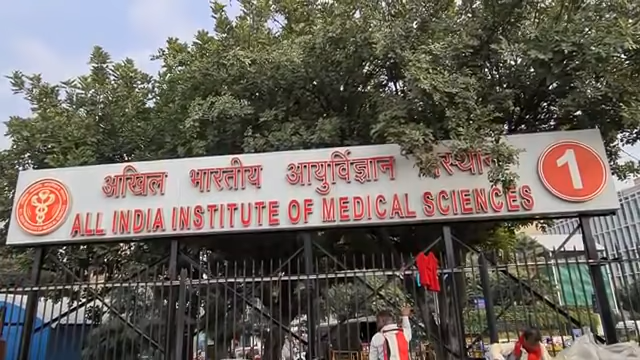 अखिल भारतीय आयुर्विज्ञान संस्थान
ALL INDIA INSTITUTE OF MEDICAL SCIENCES
1